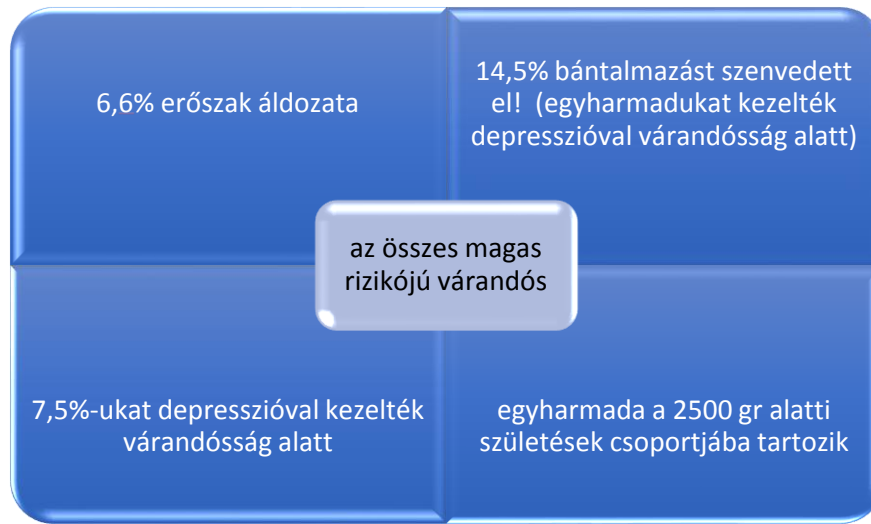 6,6% erőszak áldozata
14,5% bántalmazást szenvedett
el! (egyharmadukat kezelték
depresszióval várandósság alatt)
az összes magas
rizikójú várandós
7,5%-ukat depresszióval kezelték
várandósság alatt
egyharmada a 2500 gr alatti
születések csoportjába tartozik